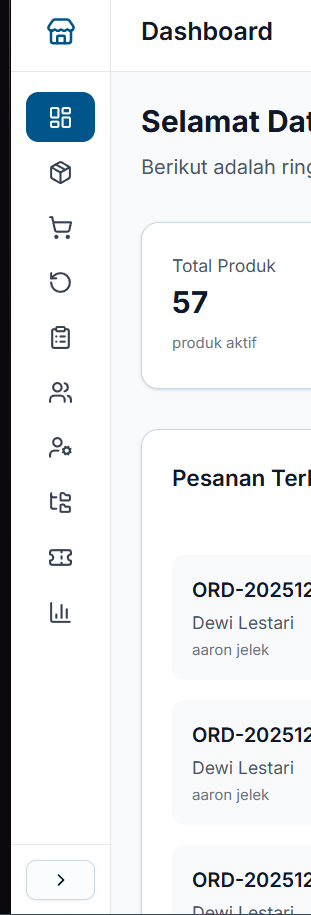 Dashboard
Selamat Dat
Berikut adalah ring
Total Produk
57
produk aktif
Pesanan Terl
ORD-202512
Dewi Lestari
aaron jelek
ORD-202512
Dewi Lestari
aaron jelek
ORD-202512
Dewi Lestari